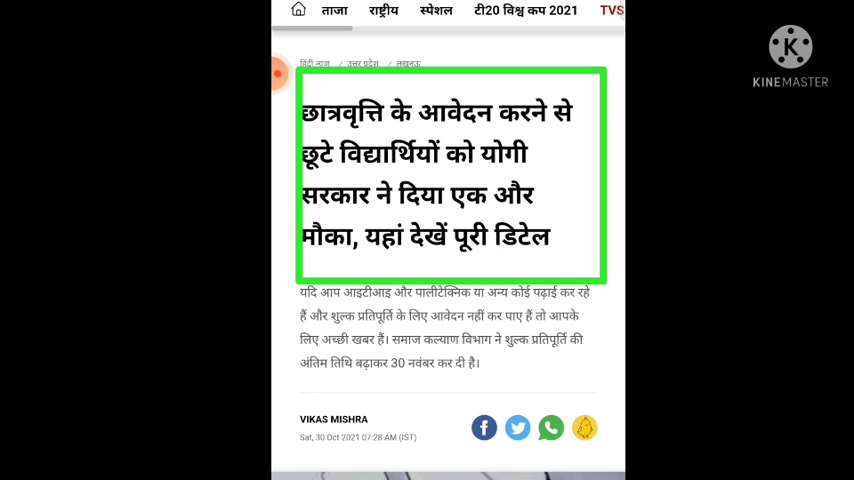 ताजा राष्ट्रीय स्पेशल टी20 विश्व कप 2021 TVS
हिंदी न्यूज / उत्तर प्रदेश / लखनऊ
छात्रवृत्ति के आवेदन करने से
छूटे विद्यार्थियों को योगी
सरकार ने दिया एक और
मौका, यहां देखें पूरी डिटेल
यदि आप आइटीआइ और पालीटेक्निक या अन्य कोई पढ़ाई कर रहे
हैं और शुल्क प्रतिपूर्ति के लिए आवेदन नहीं कर पाए हैं तो आपके
लिए अच्छी खबर हैं। समाज कल्याण विभाग ने शुल्क प्रतिपूर्ति की
अंतिम तिथि बढ़ाकर 30 नवंबर कर दी है।
VIKAS MISHRA
Sat, 30 Oct 2021 07:28 AM (IST)
K
KINEMASTER